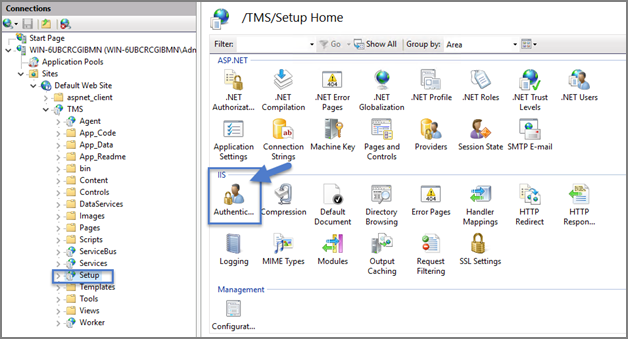 Connections
Start Page
WIN-6UBCRCGIBMN (WIN-6UBCRCGIBMN\Adn
Application Pools
Sites
Default Web Site
aspnet_client
TMS
Agent
App_Code
App_Data
App_Readme
bin
Content
Controls
DataServices
Images
Pages
Scripts
ServiceBus
Services
Setup
Templates
Tools
Views
Worker
/TMS/Setup Home
Filter: Go Show All Group by: Area
ASP.NET
.NET Authorizat... .NET Compilation .NET Error Pages .NET Globalization .NET Profile .NET Roles .NET Trust Levels .NET Users
Application Settings Connection Strings Machine Key Pages and Controls Providers Session State SMTP E-mail
IIS
Authentic... Compression Default Document Directory Browsing Error Pages Handler Mappings HTTP Redirect HTTP Respon...
Logging MIME Types Modules Output Caching Request Filtering SSL Settings
Management
Configurat...